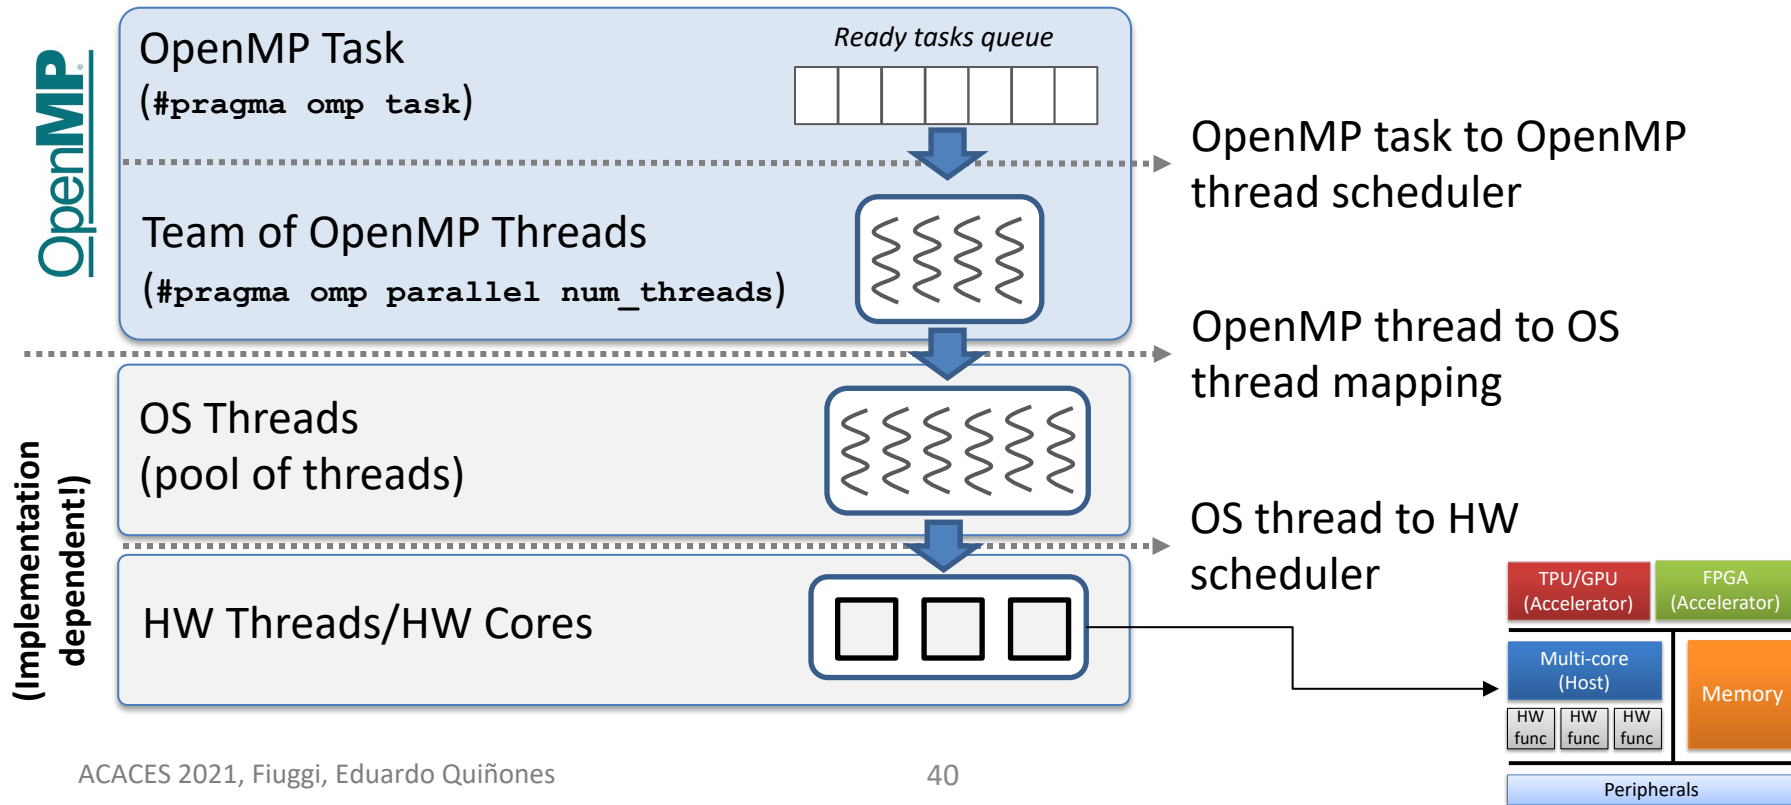 OpenMP
OpenMP Task
(#pragma omp task)
Ready tasks queue
OpenMP task to OpenMP
thread scheduler
Team of OpenMP Threads
(#pragma omp parallel num_threads)
OpenMP thread to OS
thread mapping
(Implementation
dependent!)
OS Threads
(pool of threads)
OS thread to HW
scheduler
HW Threads/HW Cores
TPU/GPU
(Accelerator)
FPGA
(Accelerator)
Multi-core
(Host)
Memory
HW
func
HW
func
HW
func
Peripherals
ACACES 2021, Fiuggi, Eduardo Quiñones
40